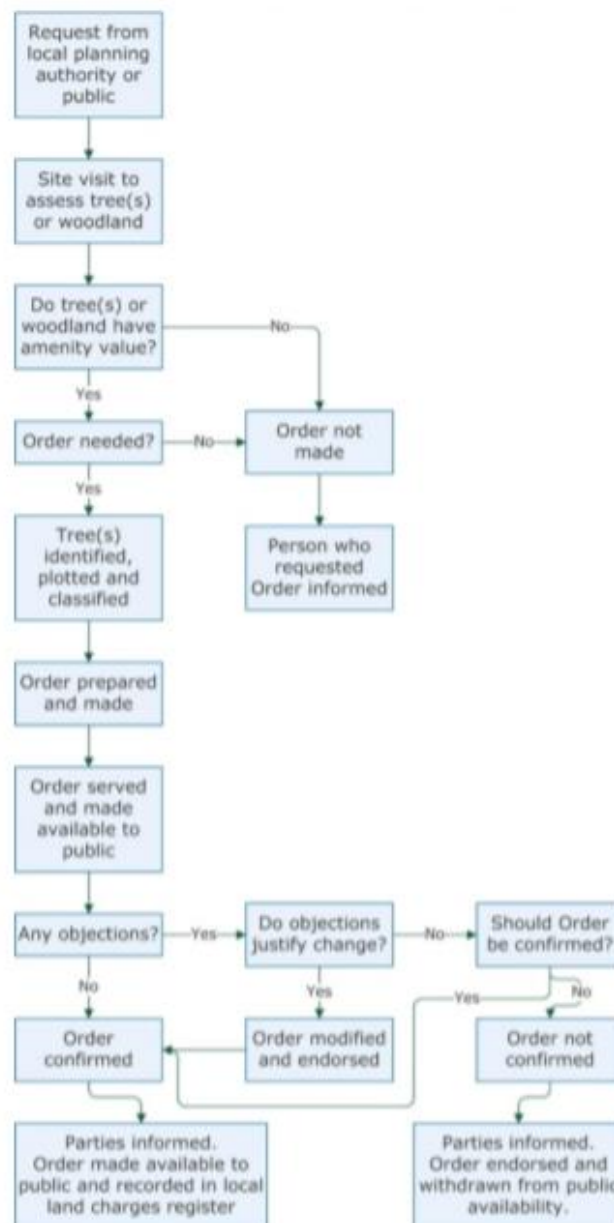 Request from
local planning
authority or
public
Site visit to
assess tree(s)
or woodland
Do tree(s) or
woodland have
amenity value?
No
Yes
Order needed?
No
Order not
made
Yes
Tree(s)
identified,
plotted and
classified
Person who
requested
Order informed
Order prepared
and made
Order served
and made
available to
public
Any objections?
Yes
Do objections
justify change?
No
Should Order
be confirmed?
No
Yes
Yes
No
Order
confirmed
Order modified
and endorsed
Order not
confirmed
Parties informed.
Order made available to
public and recorded in local
land charges register
Parties informed.
Order endorsed and
withdrawn from public
availability.